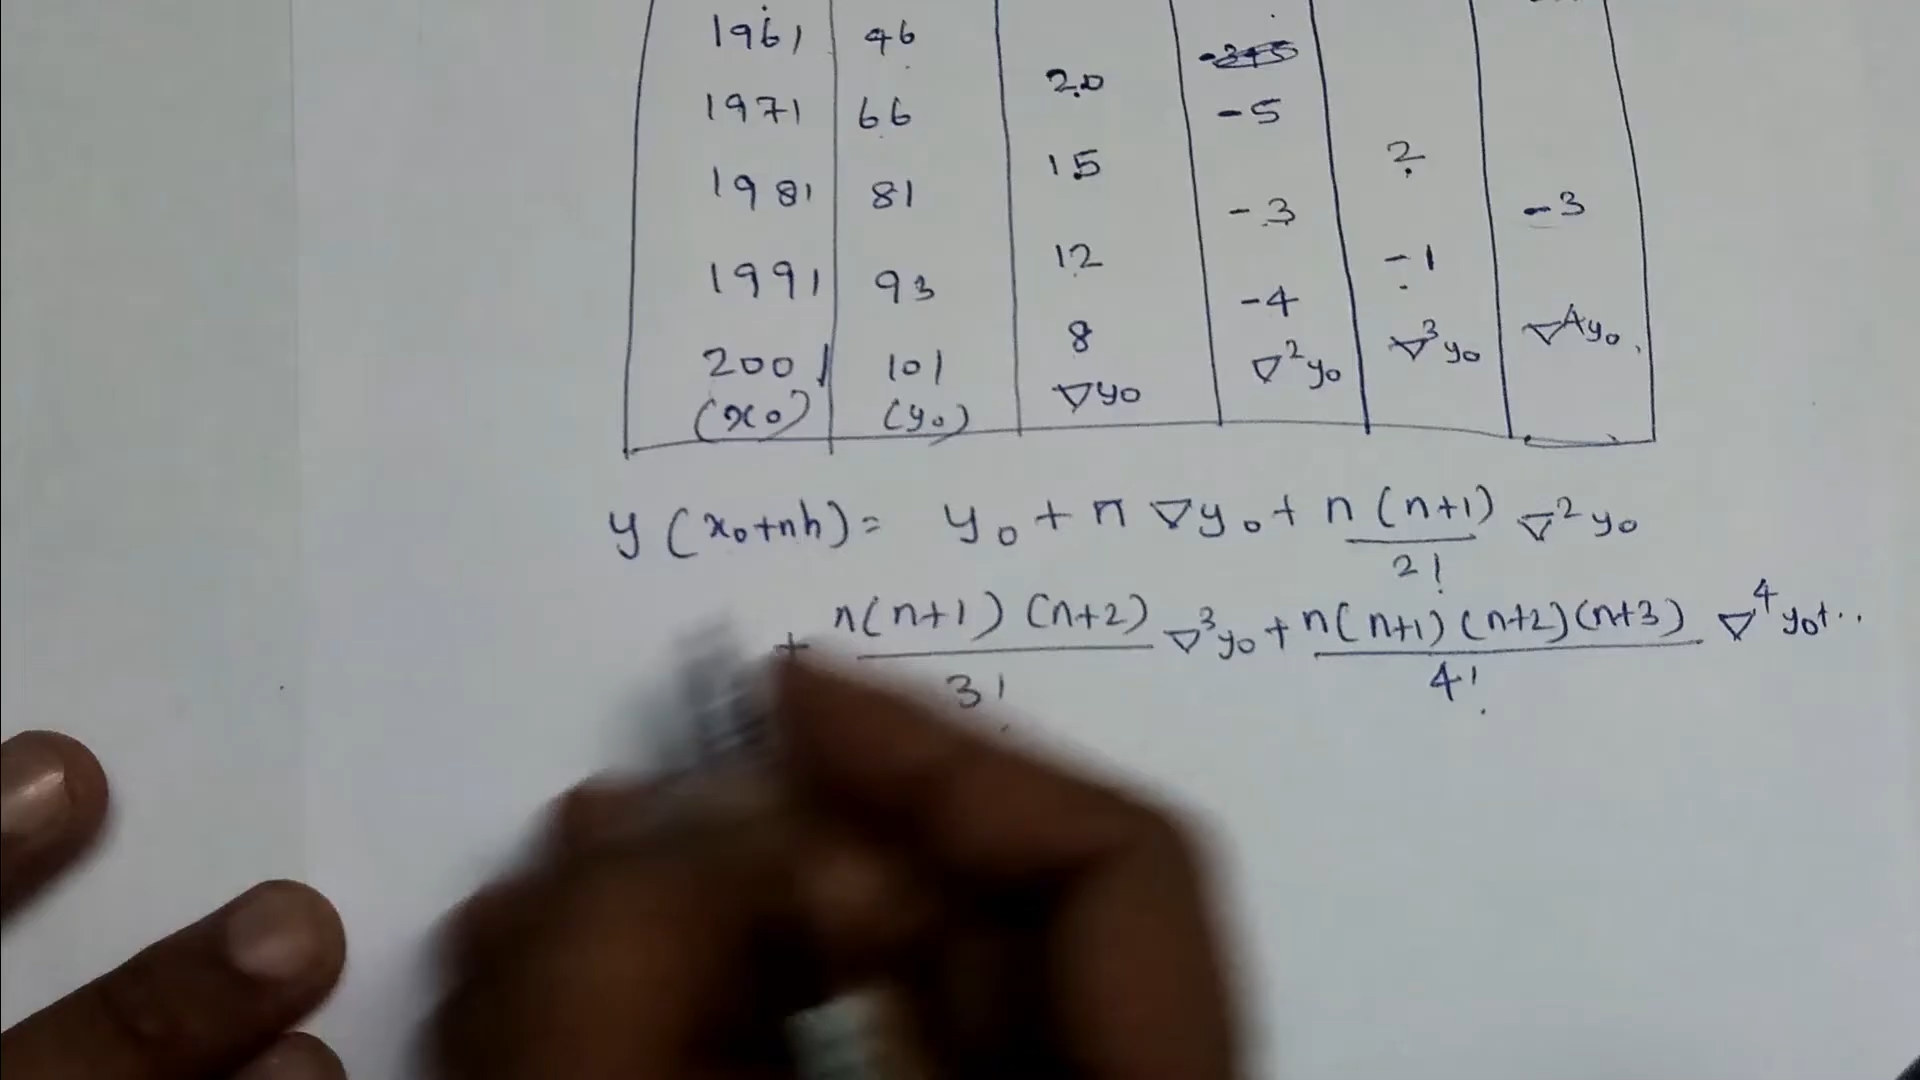 1961 46
-3+5
20
1971 66 -5
15 2
1981 81 -3 -3
12 -1
1991 93 -4
8 ∇²y₀ ∇³y₀ ∇⁴y₀
2001 101
(x₀) (y₀) ∇y₀
y(x₀+nh) = y₀ + n ∇y₀ + n(n+1)/2! ∇²y₀
+ n(n+1)(n+2)/3! ∇³y₀ + n(n+1)(n+2)(n+3)/4! ∇⁴y₀+..